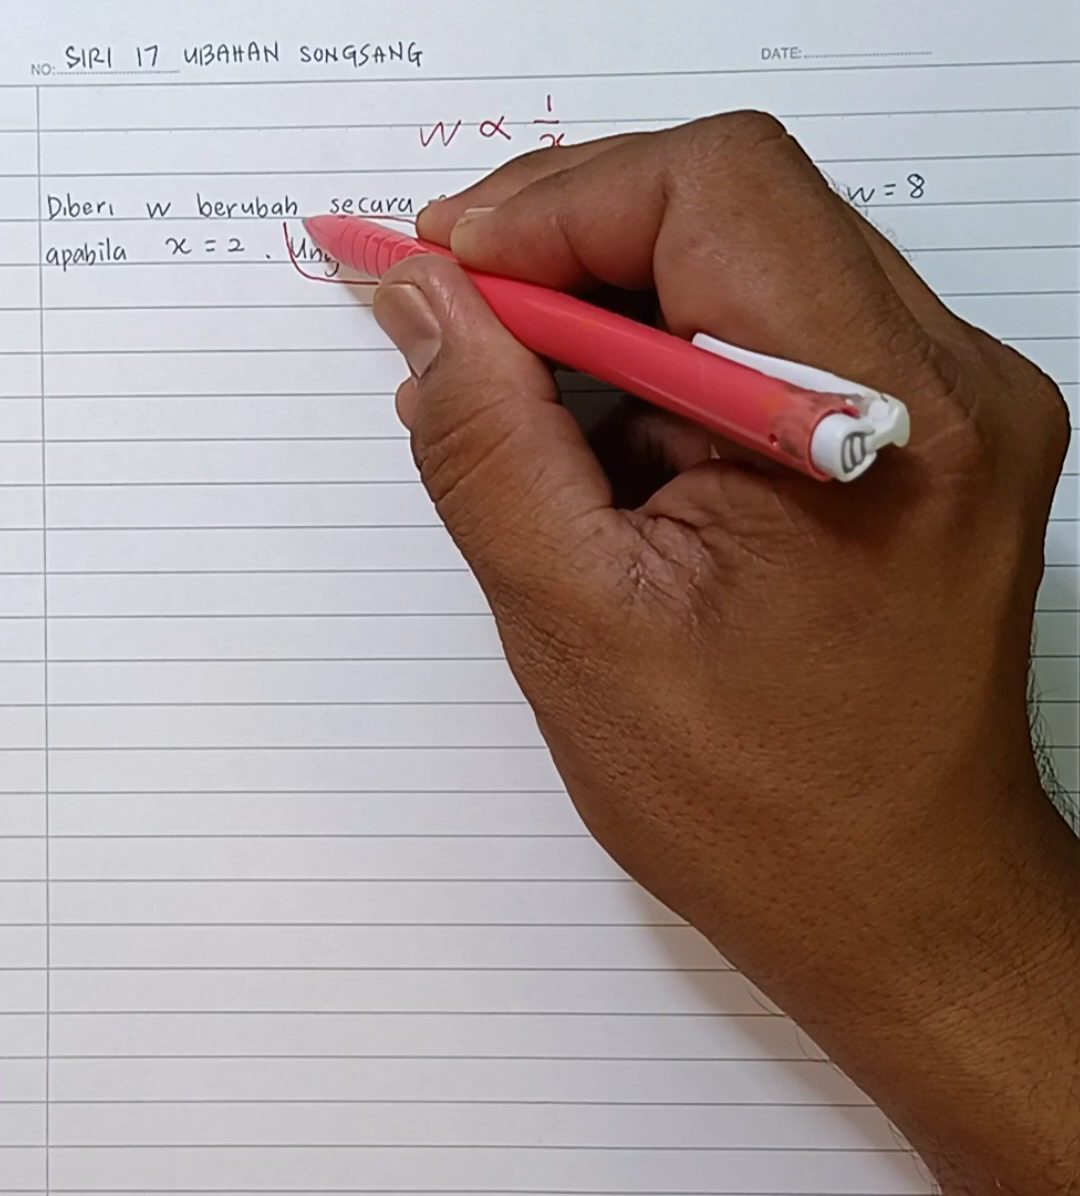 NO: SIRI 17 UBAHAN SONGSANG DATE:
W ∝ 1/x
Diberi w berubah secara w = 8
apabila x = 2 .